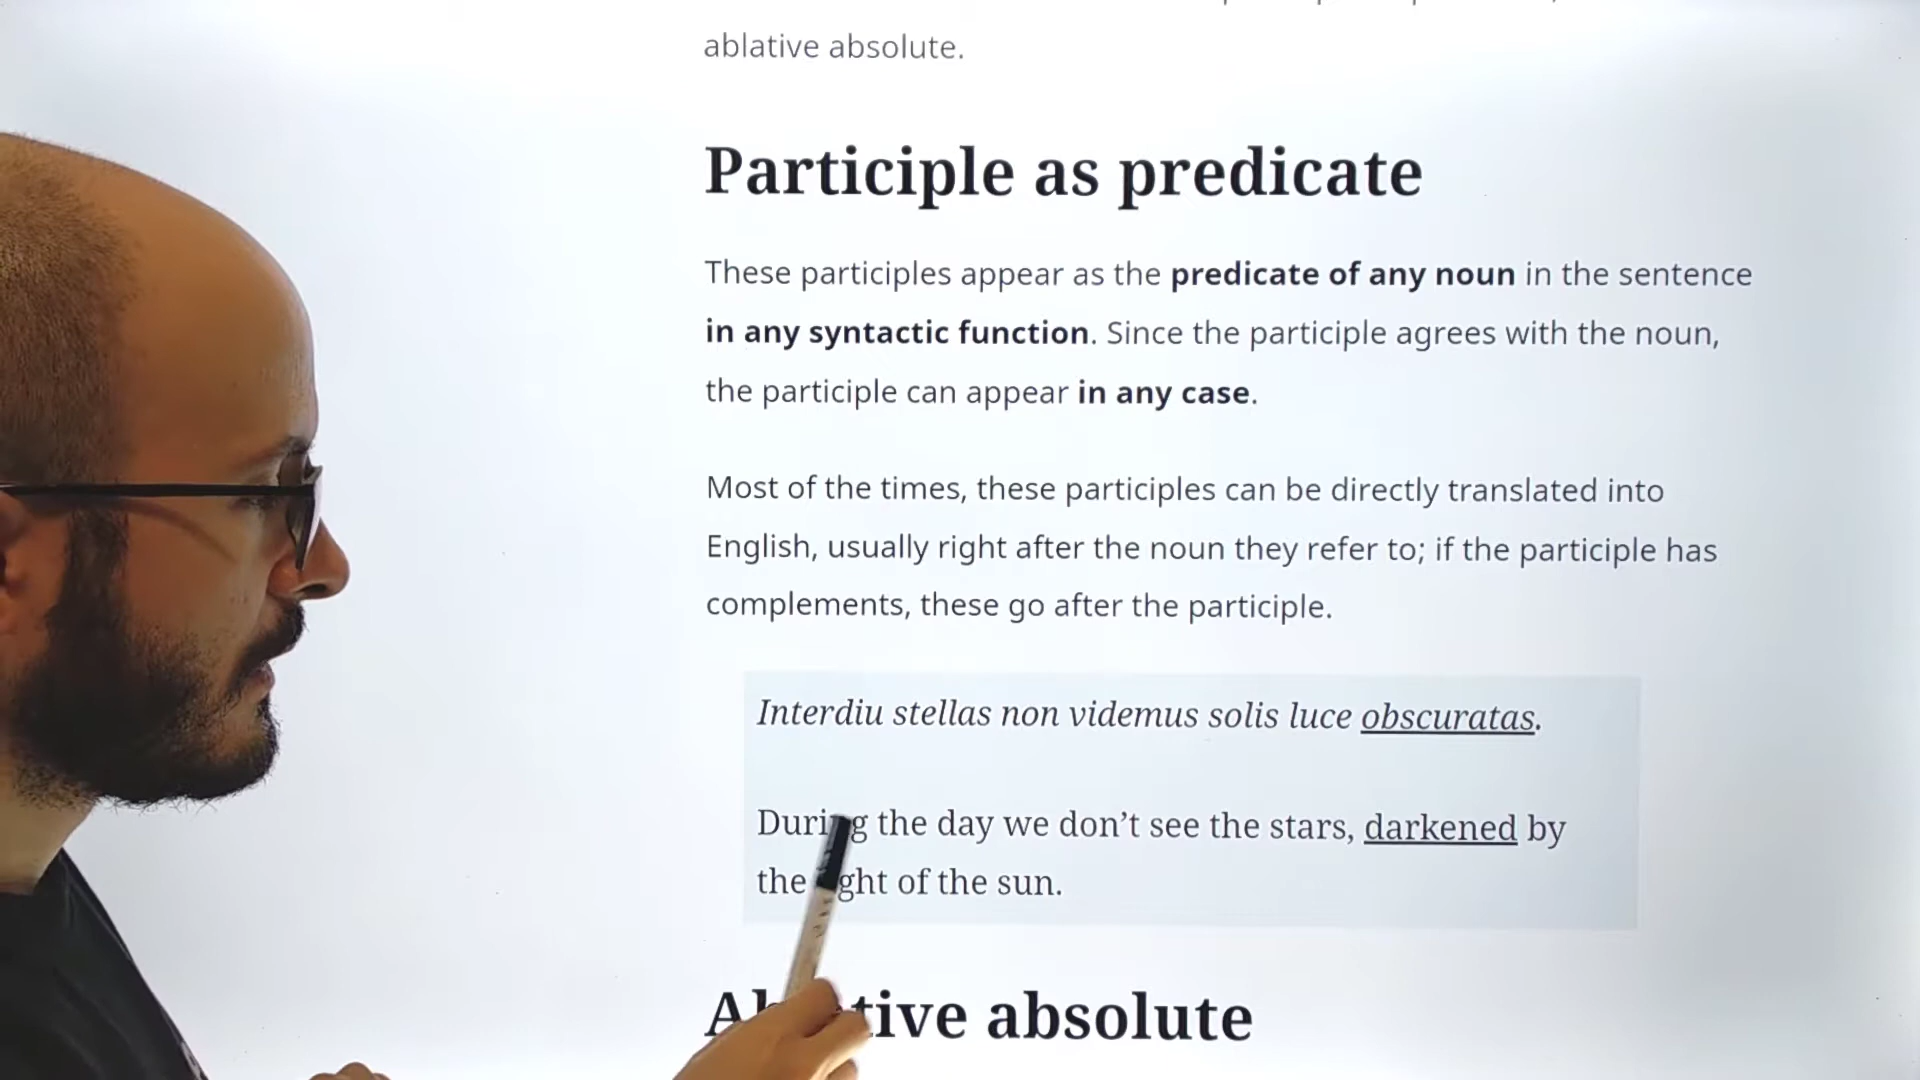 ablative absolute.
Participle as predicate
These participles appear as the predicate of any noun in the sentence
in any syntactic function. Since the participle agrees with the noun,
the participle can appear in any case.
Most of the times, these participles can be directly translated into
English, usually right after the noun they refer to; if the participle has
complements, these go after the participle.
Interdiu stellas non videmus solis luce obscuratas.
During the day we don’t see the stars, darkened by
the light of the sun.
Ablative absolute